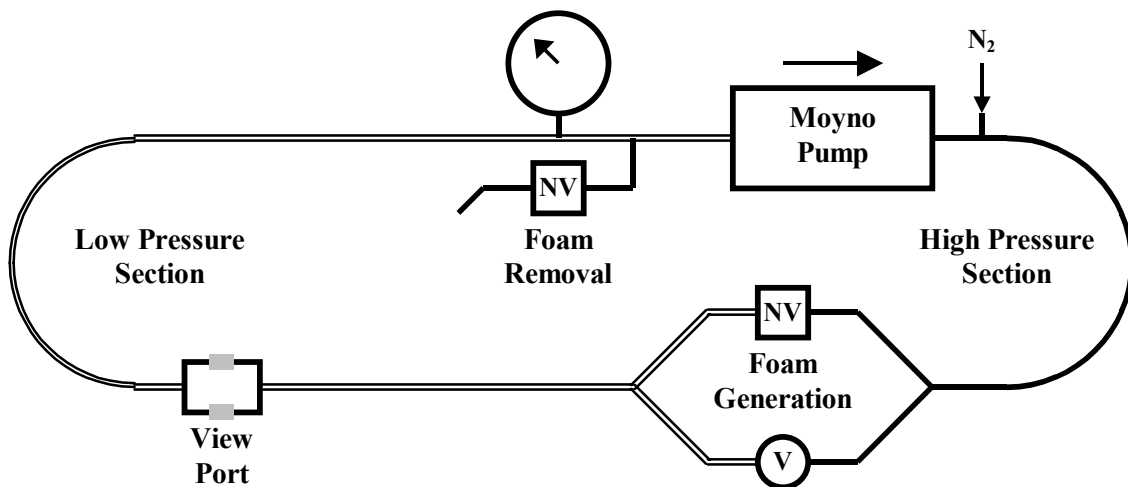 N₂
Moyno
Pump
NV
Foam
Removal
Low Pressure
Section
High Pressure
Section
NV
Foam
Generation
V
View
Port